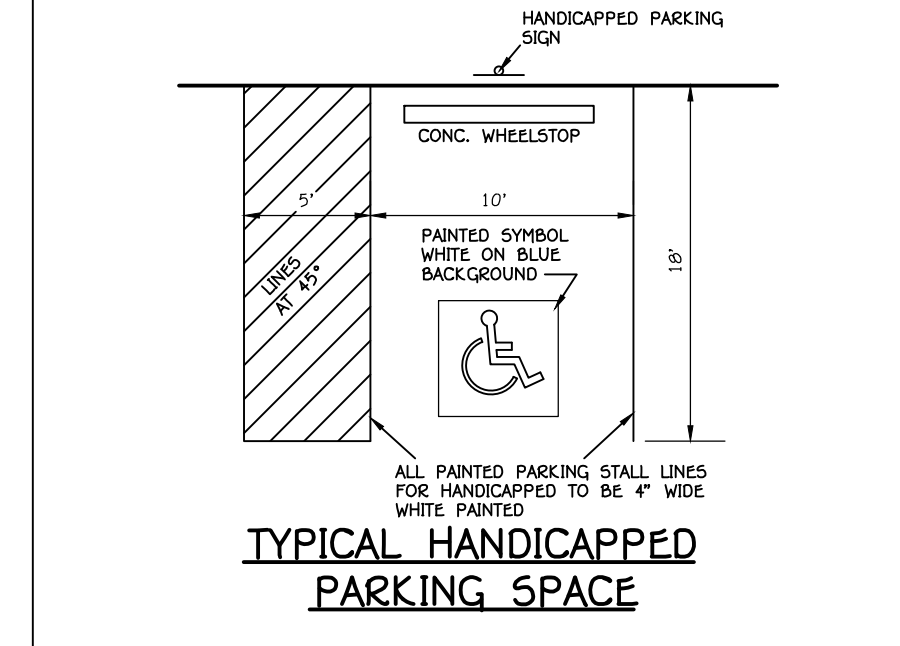 HANDICAPPED PARKING
SIGN
CONC. WHEELSTOP
5'
10'
PAINTED SYMBOL
WHITE ON BLUE
BACKGROUND
18'
LINES
AT 45°
ALL PAINTED PARKING STALL LINES
FOR HANDICAPPED TO BE 4" WIDE
WHITE PAINTED
TYPICAL HANDICAPPED
PARKING SPACE